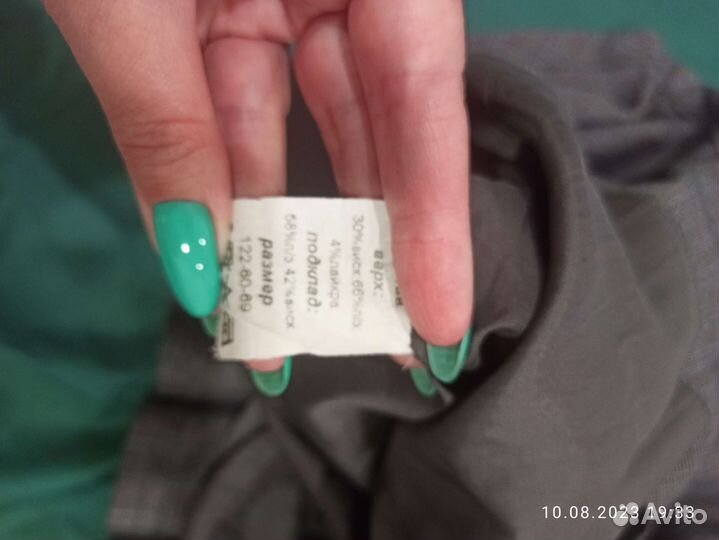 верх:
30%виск 66%п/э
4%лайкра
подклад:
58%п/э 42%виск
размер
122-60-69
10.08.2023 19:33
Avito